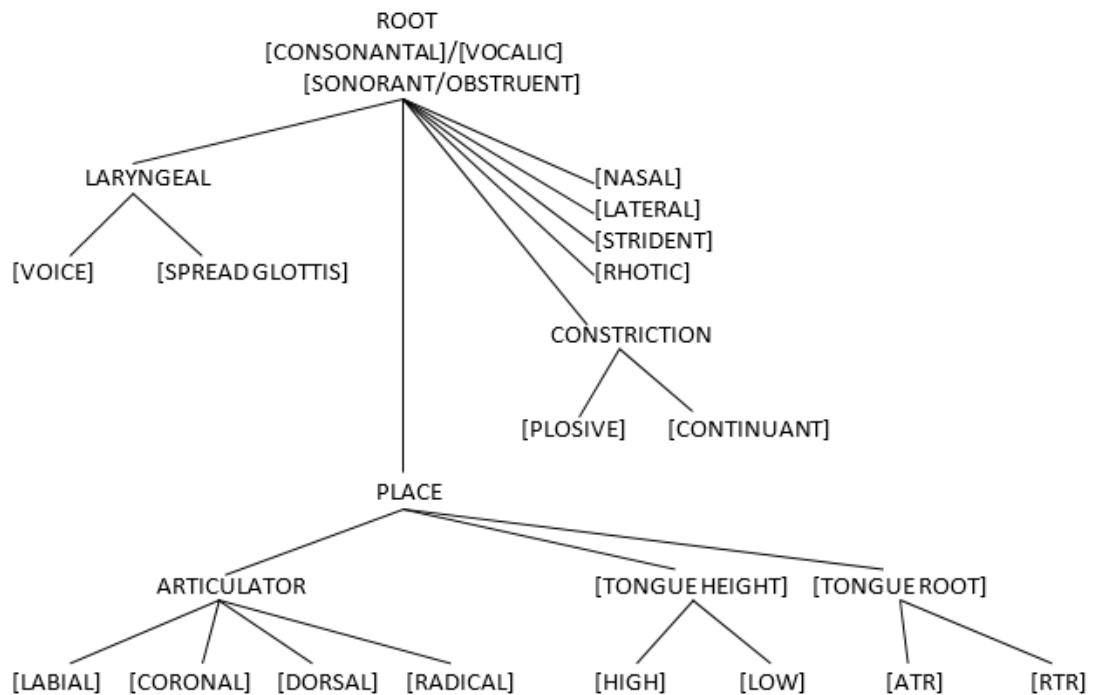 ROOT
[CONSONANTAL]/[VOCALIC]
[SONORANT/OBSTRUENT]
LARYNGEAL
[NASAL]
[LATERAL]
[STRIDENT]
[VOICE] [SPREAD GLOTTIS] [RHOTIC]
CONSTRICTION
[PLOSIVE] [CONTINUANT]
PLACE
ARTICULATOR [TONGUE HEIGHT] [TONGUE ROOT]
[LABIAL] [CORONAL] [DORSAL] [RADICAL] [HIGH] [LOW] [ATR] [RTR]